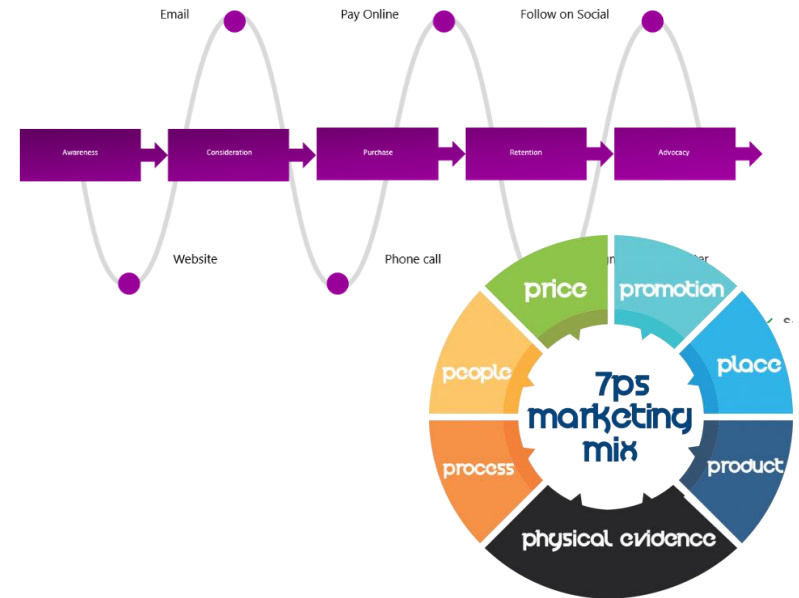 Email
Pay Online
Follow on Social
Awareness
Consideration
Purchase
Retention
Advocacy
Website
Phone call
price
promotion
people
place
7ps
marketing
mix
process
product
physical evidence